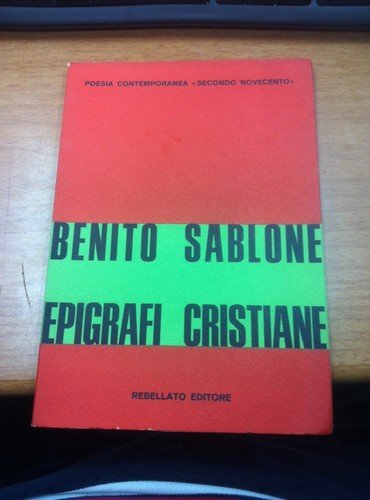 POESIA CONTEMPORANEA «SECONDO NOVECENTO»
BENITO SABLONE
EPIGRAFI CRISTIANE
REBELLATO EDITORE